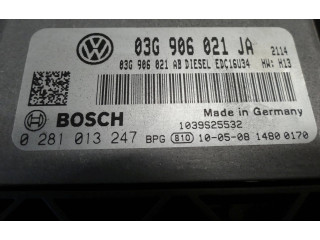 03G 906 021 JA 2114
03G 906 021 AB DIESEL EDC16U34 HW: H13
Made in Germany
1039S25532
BOSCH
0 281 013 247 BPG 810 10-05-08 1480 0170